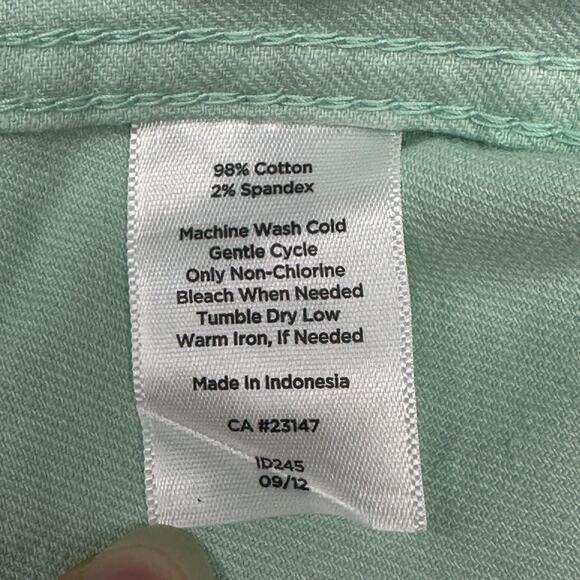 98% Cotton
2% Spandex
Machine Wash Cold
Gentle Cycle
Only Non-Chlorine
Bleach When Needed
Tumble Dry Low
Warm Iron, If Needed
Made In Indonesia
CA #23147
ID245
09/12